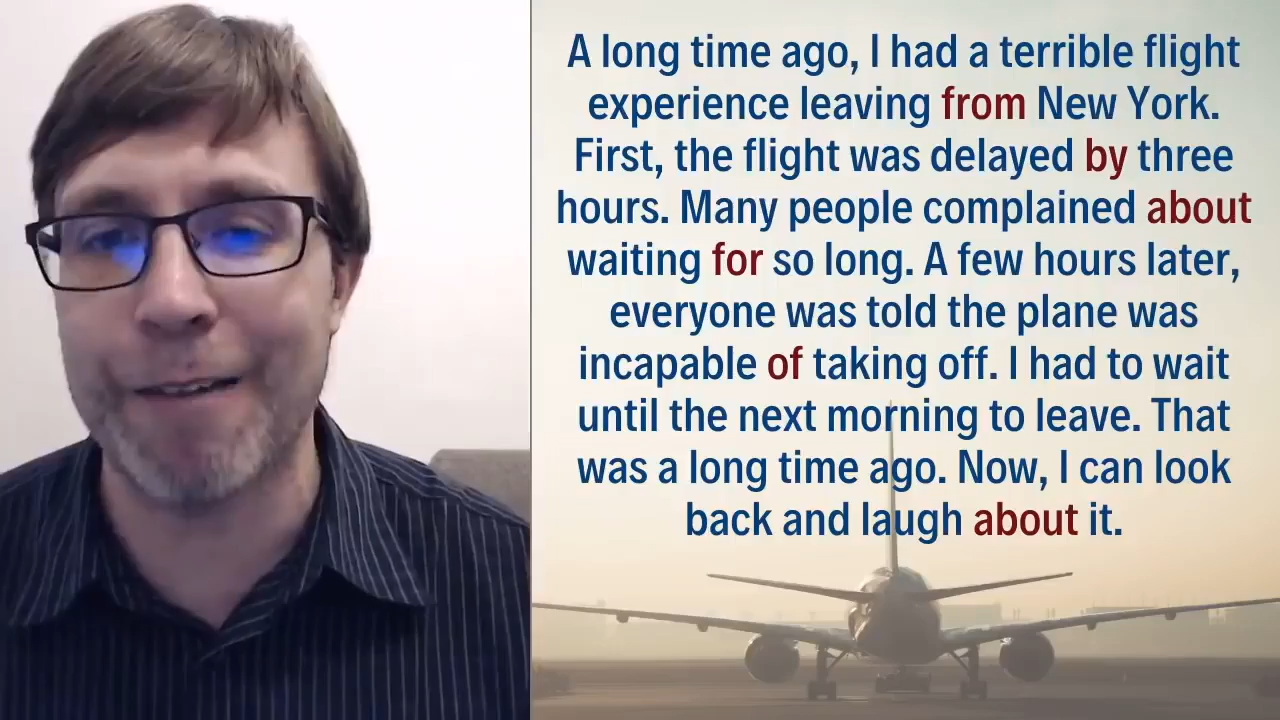 A long time ago, I had a terrible flight
experience leaving from New York.
First, the flight was delayed by three
hours. Many people complained about
waiting for so long. A few hours later,
everyone was told the plane was
incapable of taking off. I had to wait
until the next morning to leave. That
was a long time ago. Now, I can look
back and laugh about it.